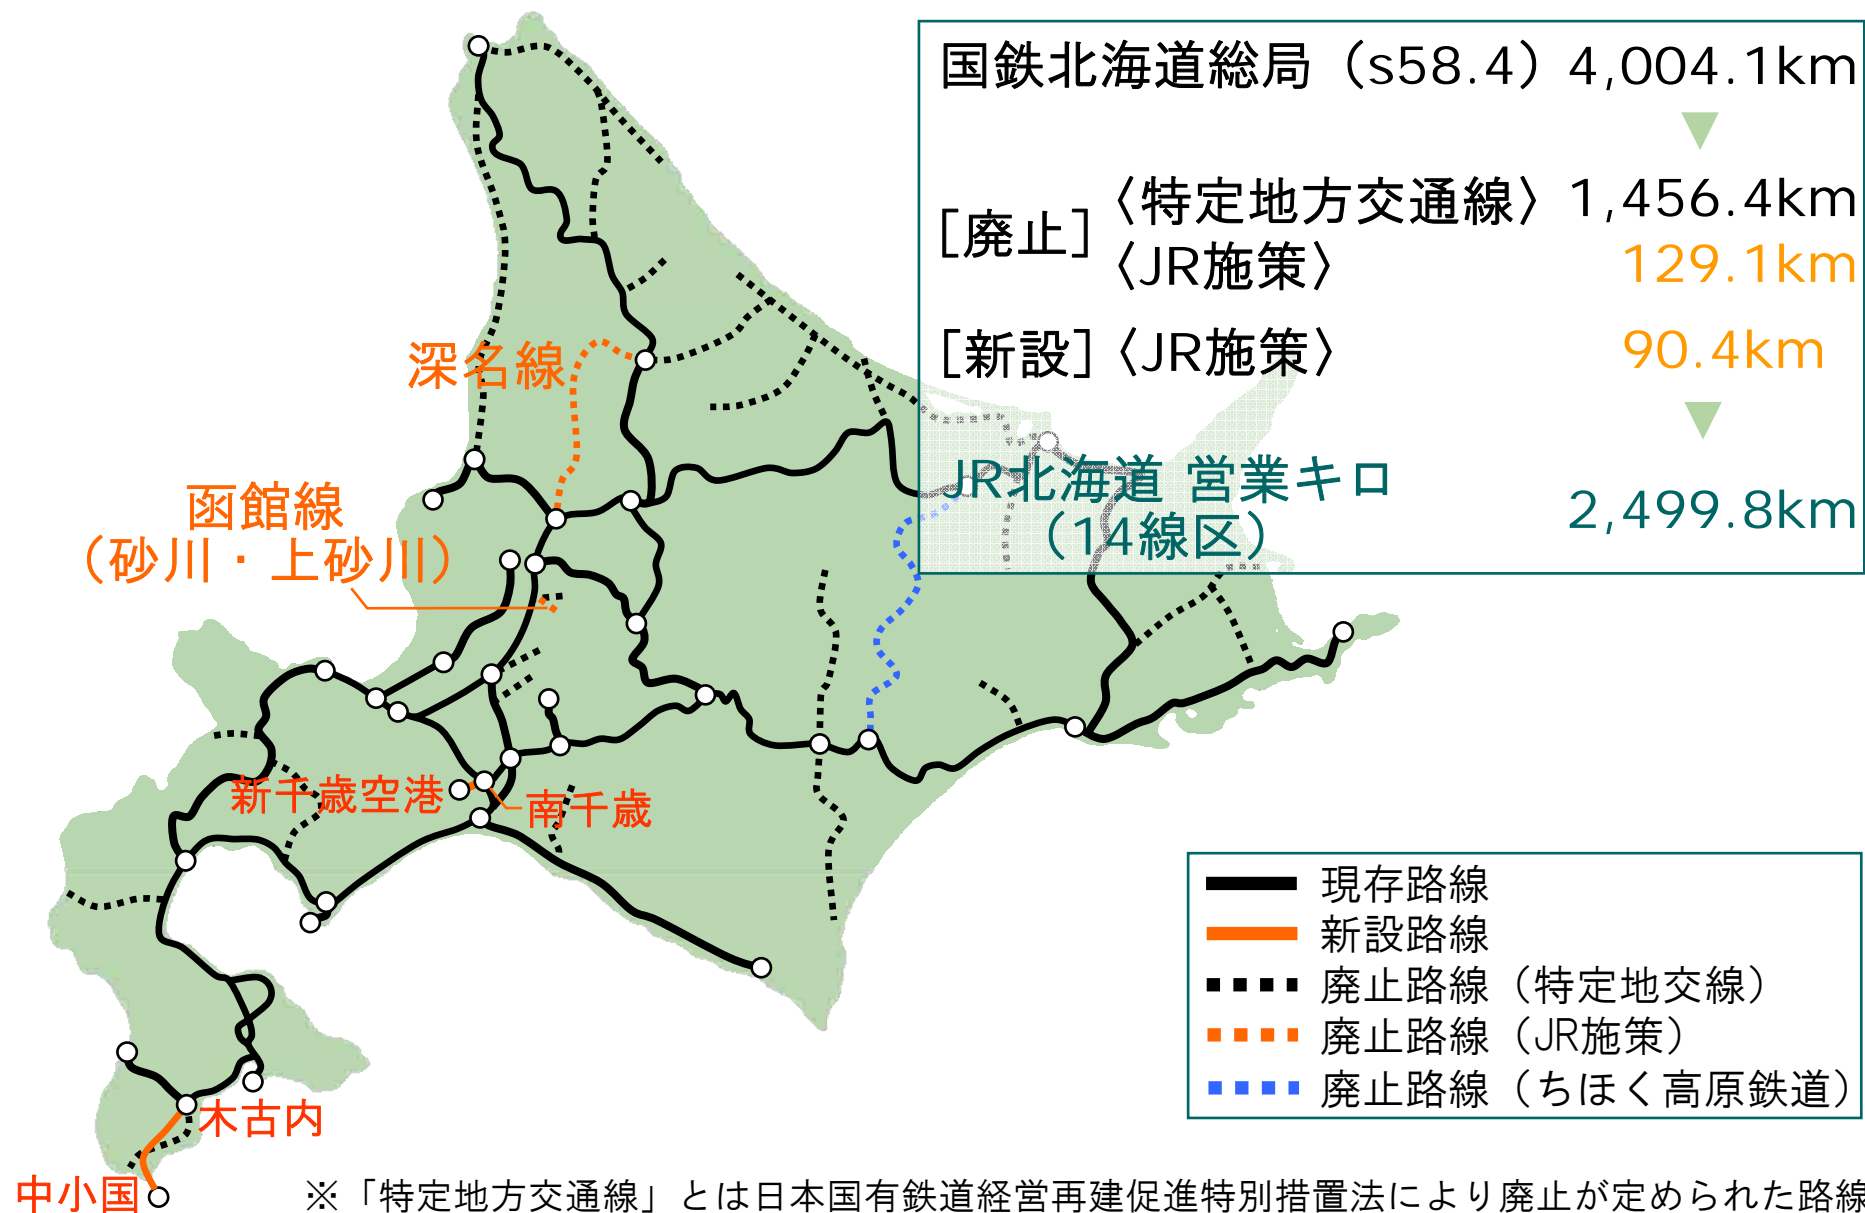 国鉄北海道総局（s58.4）4,004.1km
▼
[廃止]〈特定地方交通線〉1,456.4km
〈JR施策〉 129.1km
[新設]〈JR施策〉 90.4km
▼
JR北海道 営業キロ
（14線区） 2,499.8km
深名線
函館線
（砂川・上砂川）
新千歳空港
南千歳
木古内
中小国
現存路線
新設路線
廃止路線（特定地交線）
廃止路線（JR施策）
廃止路線（ちほく高原鉄道）
※「特定地方交通線」とは日本国有鉄道経営再建促進特別措置法により廃止が定められた路線